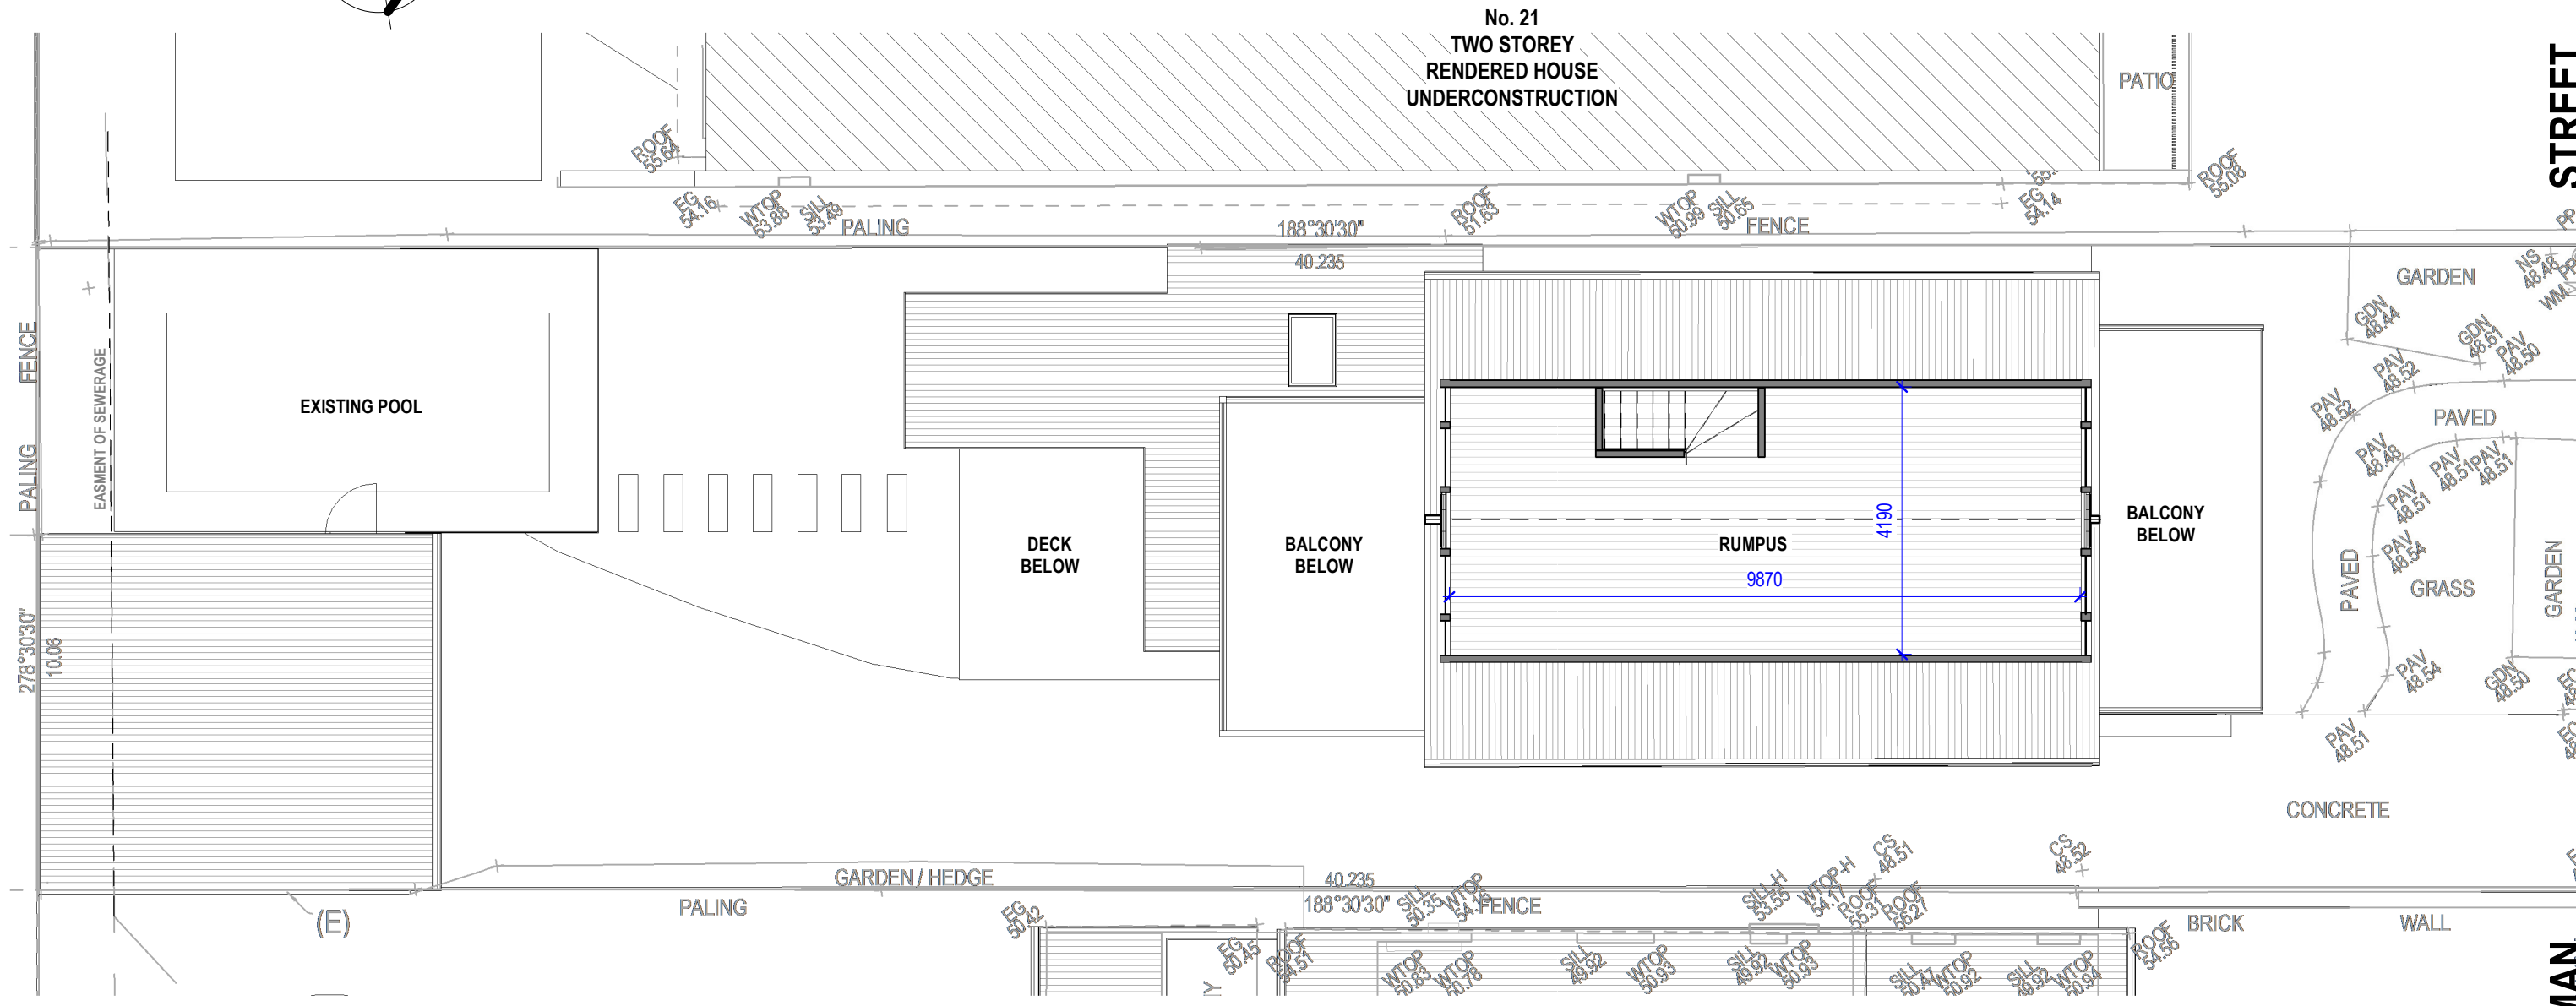 No. 21
TWO STOREY
RENDERED HOUSE
UNDERCONSTRUCTION
PATIO
STREET
ROOF
55.64
ROOF
55.08
EG
54.16
WTOP
53.88
SILL
53.49
PALING
188°30'30"
40.235
ROOF
51.63
WTOP
50.99
SILL
50.65
FENCE
EG
54.14
GARDEN
NS
48.48
WM
GDN
48.44
GDN
48.61
PAV
48.50
PAV
48.52
PAV
48.52
PAVED
PAV
48.48
PAV
48.51
PAV
48.51
PAV
48.51
PAV
48.54
PAVED
GRASS
GARDEN
PAV
48.54
GDN
48.50
PAV
48.51
FENCE
PALING
EASMENT OF SEWERAGE
EXISTING POOL
DECK
BELOW
BALCONY
BELOW
RUMPUS
9870
4190
BALCONY
BELOW
278°30'30"
10.06
CONCRETE
GARDEN / HEDGE
40.235
188°30'30"
PALING
FENCE
(E)
EG
50.42
SILL
50.35
WTOP
SILL-H
53.55
WTOP-H
54.17
ROOF
55.31
ROOF
56.27
CS
48.51
CS
48.52
BRICK
WALL
EG
50.45
ROOF
54.51
WTOP
50.83
WTOP
50.78
SILL
49.92
WTOP
50.93
SILL
49.92
WTOP
50.93
SILL
50.47
WTOP
50.92
SILL
49.92
WTOP
50.94
ROOF
54.56
MAN